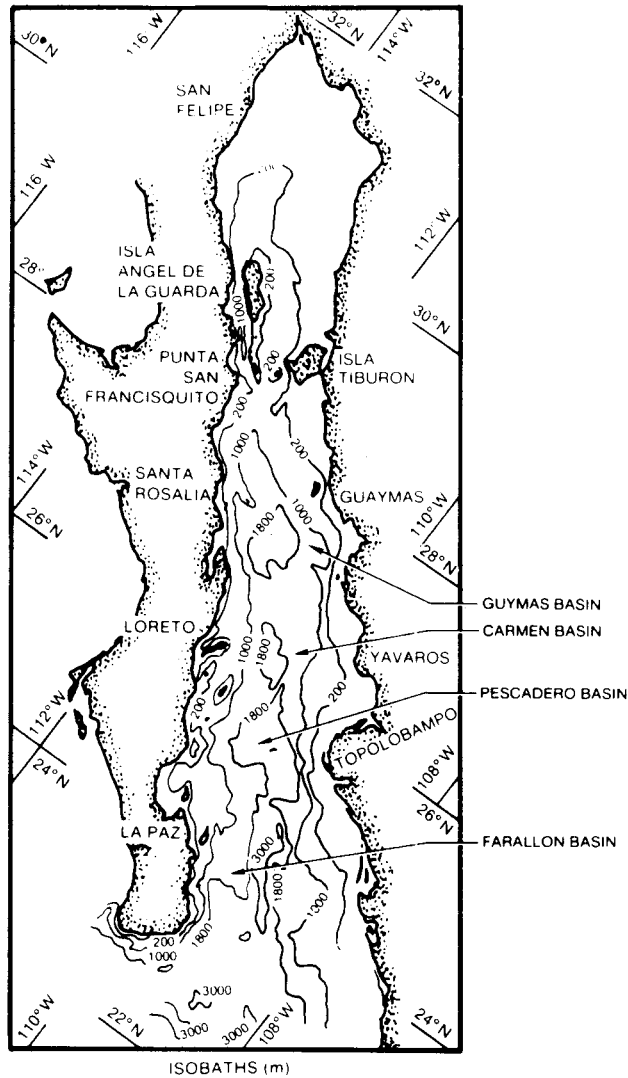 116° W
32° N
114° W
30° N
32° N
SAN
FELIPE
116° W
112° W
200
ISLA
ANGEL DE
LA GUARDA
28°
200
1000
30° N
PUNTA
SAN
FRANCISQUITO
200
ISLA
TIBURON
200
1000
200
114° W
SANTA
ROSALIA
GUAYMAS
1000
1800
110° W
26° N
28° N
GUYMAS BASIN
LORETO
CARMEN BASIN
1000
1800
YAVAROS
200
200
PESCADERO BASIN
1800
112° W
TOPOLOBAMPO
24° N
108° W
26° N
LA PAZ
3000
FARALLON BASIN
1800
1000
200
1800
1000
3000
3000
3000
110° W
22° N
108° W
24° N
ISOBATHS (m)